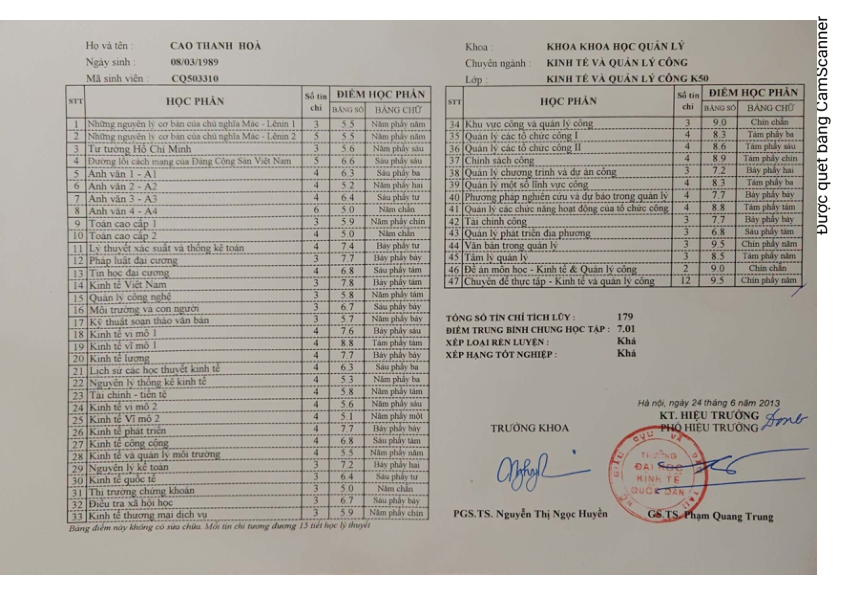 Họ và tên : CAO THANH HOÀ
Ngày sinh : 08/03/1989
Mã sinh viên : CQ503310
STT HỌC PHẦN Số tín chỉ ĐIỂM HỌC PHẦN
BẰNG SỐ BẰNG CHỮ
1 Những nguyên lý cơ bản của chủ nghĩa Mác - Lênin 1 3 5.5 Năm phẩy năm
2 Những nguyên lý cơ bản của chủ nghĩa Mác - Lênin 2 5 5.5 Năm phẩy năm
3 Tư tưởng Hồ Chí Minh 3 5.6 Năm phẩy sáu
4 Đường lối cách mạng của Đảng Cộng Sản Việt Nam 5 6.6 Sáu phẩy sáu
5 Anh văn 1 - A1 4 6.3 Sáu phẩy ba
6 Anh văn 2 - A2 4 5.2 Năm phẩy hai
7 Anh văn 3 - A3 4 6.4 Sáu phẩy tư
8 Anh văn 4 - A4 6 5.0 Năm chẵn
9 Toán cao cấp 1 3 5.9 Năm phẩy chín
10 Toán cao cấp 2 4 5.0 Năm chẵn
11 Lý thuyết xác suất và thống kê toán 4 7.4 Bảy phẩy tư
12 Pháp luật đại cương 3 7.7 Bảy phẩy bảy
13 Tin học đại cương 4 6.8 Sáu phẩy tám
14 Kinh tế Việt Nam 3 7.8 Bảy phẩy tám
15 Quản lý công nghệ 3 5.8 Năm phẩy tám
16 Môi trường và con người 3 6.7 Sáu phẩy bảy
17 Kỹ thuật soạn thảo văn bản 3 5.7 Năm phẩy bảy
18 Kinh tế vi mô 1 4 7.6 Bảy phẩy sáu
19 Kinh tế vĩ mô 1 4 8.8 Tám phẩy tám
20 Kinh tế lượng 4 7.7 Bảy phẩy bảy
21 Lịch sử các học thuyết kinh tế 4 6.3 Sáu phẩy ba
22 Nguyên lý thống kê kinh tế 4 5.3 Năm phẩy ba
23 Tài chính - tiền tệ 4 5.8 Năm phẩy tám
24 Kinh tế vi mô 2 4 5.6 Năm phẩy sáu
25 Kinh tế Vĩ mô 2 4 5.1 Năm phẩy một
26 Kinh tế phát triển 4 7.7 Bảy phẩy bảy
27 Kinh tế công cộng 4 6.8 Sáu phẩy tám
28 Kinh tế và quản lý môi trường 4 5.5 Năm phẩy năm
29 Nguyên lý kế toán 3 7.2 Bảy phẩy hai
30 Kinh tế quốc tế 4 6.4 Sáu phẩy tư
31 Thị trường chứng khoán 3 5.0 Năm chẵn
32 Điều tra xã hội học 3 6.7 Sáu phẩy bảy
33 Kinh tế thương mại dịch vụ 3 5.9 Năm phẩy chín
Bảng điểm này không có sửa chữa. Mỗi tín chỉ tương đương 15 tiết học lý thuyết
Khoa : KHOA KHOA HỌC QUẢN LÝ
Chuyên ngành : KINH TẾ VÀ QUẢN LÝ CÔNG
Lớp : KINH TẾ VÀ QUẢN LÝ CÔNG K50
STT HỌC PHẦN Số tín chỉ ĐIỂM HỌC PHẦN
BẰNG SỐ BẰNG CHỮ
34 Khu vực công và quản lý công 3 9.0 Chín chẵn
35 Quản lý các tổ chức công I 4 8.3 Tám phẩy ba
36 Quản lý các tổ chức công II 4 8.6 Tám phẩy sáu
37 Chính sách công 4 8.9 Tám phẩy chín
38 Quản lý chương trình và dự án công 3 7.2 Bảy phẩy hai
39 Quản lý một số lĩnh vực công 4 8.3 Tám phẩy ba
40 Phương pháp nghiên cứu và dự báo trong quản lý 4 7.7 Bảy phẩy bảy
41 Quản lý các chức năng hoạt động của tổ chức công 4 8.8 Tám phẩy tám
42 Tài chính công 3 7.7 Bảy phẩy bảy
43 Quản lý phát triển địa phương 3 6.8 Sáu phẩy tám
44 Văn bản trong quản lý 3 9.5 Chín phẩy năm
45 Tâm lý quản lý 3 8.5 Tám phẩy năm
46 Đề án môn học - Kinh tế & Quản lý công 2 9.0 Chín chẵn
47 Chuyên đề thực tập - Kinh tế và quản lý công 12 9.5 Chín phẩy năm
TỔNG SỐ TÍN CHỈ TÍCH LŨY : 179
ĐIỂM TRUNG BÌNH CHUNG HỌC TẬP : 7.01
XẾP LOẠI RÈN LUYỆN : Khá
XẾP HẠNG TỐT NGHIỆP : Khá
Hà nội, ngày 24 tháng 6 năm 2013
TRƯỞNG KHOA
KT. HIỆU TRƯỞNG
PHÓ HIỆU TRƯỞNG
TRƯỜNG
ĐẠI HỌC
KINH TẾ
QUỐC DÂN
PGS.TS. Nguyễn Thị Ngọc Huyền
GS.TS. Phạm Quang Trung
Được quét bằng CamScanner